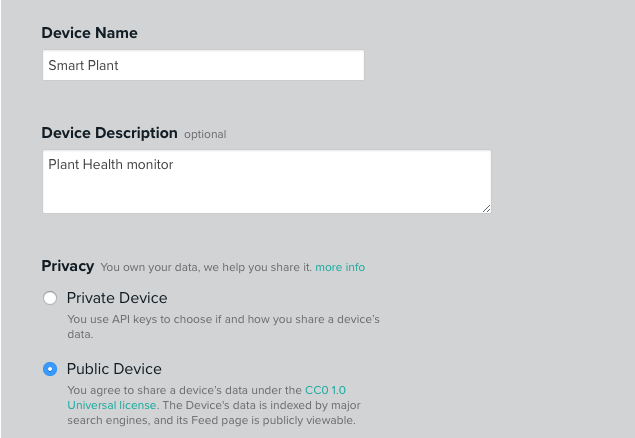 Device Name
Smart Plant
Device Description optional
Plant Health monitor
Privacy You own your data, we help you share it. more info
Private Device
You use API keys to choose if and how you share a device's
data.
Public Device
You agree to share a device's data under the CC0 1.0
Universal license. The Device's data is indexed by major
search engines, and its Feed page is publicly viewable.